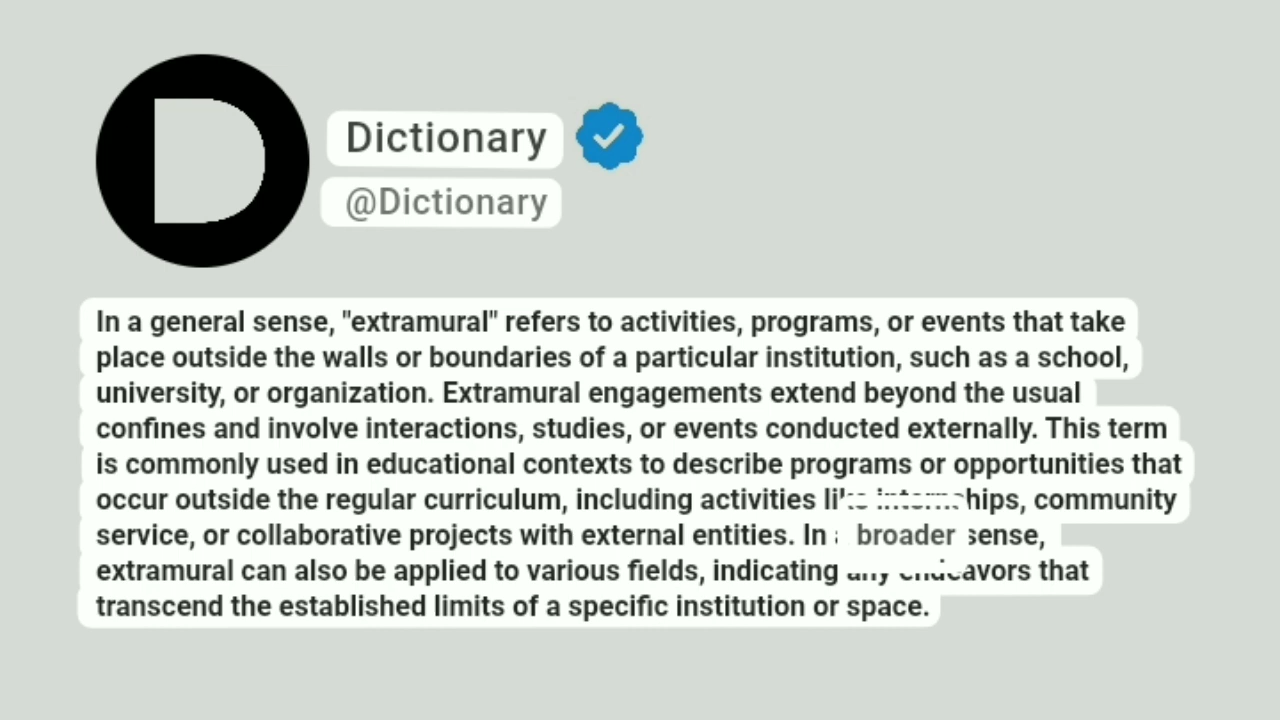 D
Dictionary
@Dictionary
In a general sense, "extramural" refers to activities, programs, or events that take
place outside the walls or boundaries of a particular institution, such as a school,
university, or organization. Extramural engagements extend beyond the usual
confines and involve interactions, studies, or events conducted externally. This term
is commonly used in educational contexts to describe programs or opportunities that
occur outside the regular curriculum, including activities like internships, community
service, or collaborative projects with external entities. In a broader sense,
extramural can also be applied to various fields, indicating any endeavors that
transcend the established limits of a specific institution or space.